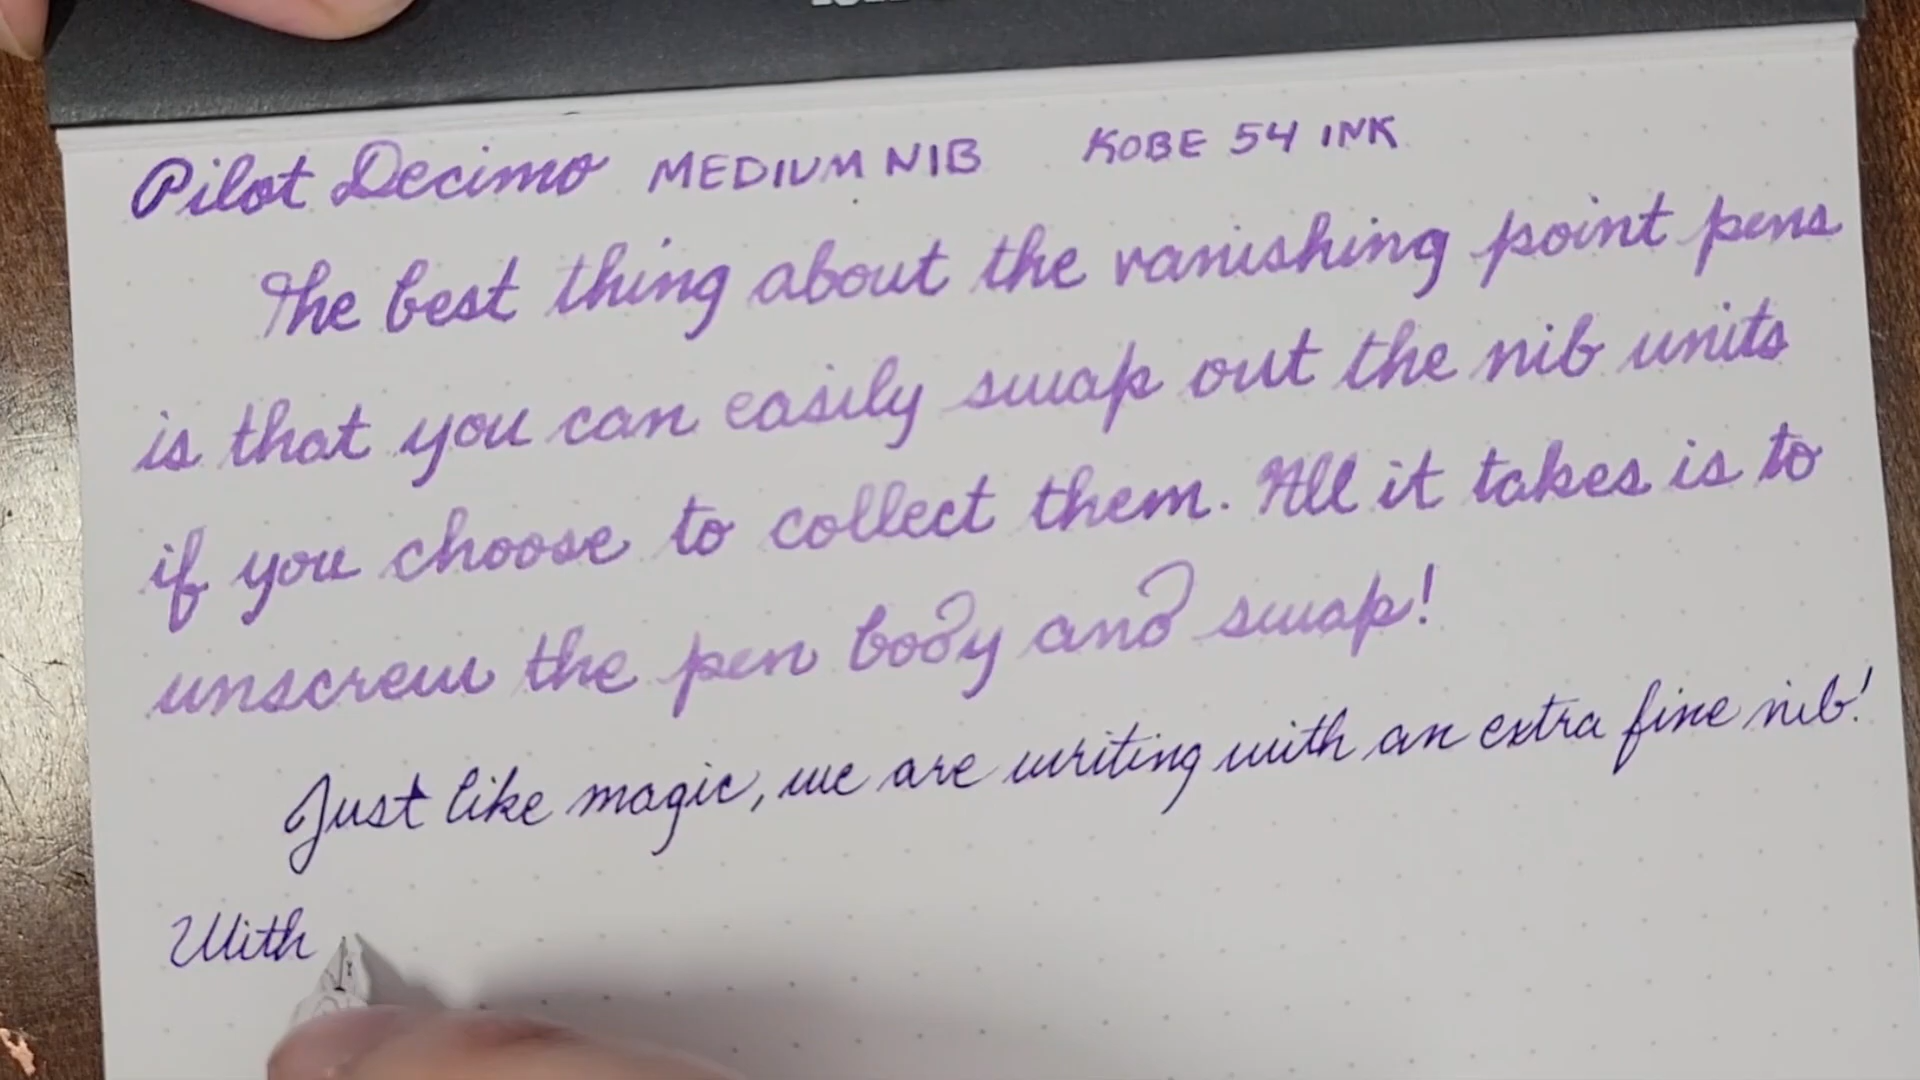 Pilot Decimo MEDIUM NIB KOBE 54 INK
The best thing about the vanishing point pens
is that you can easily swap out the nib units
if you choose to collect them. All it takes is to
unscrew the pen body and swap!
Just like magic, we are writing with an extra fine nib!
With